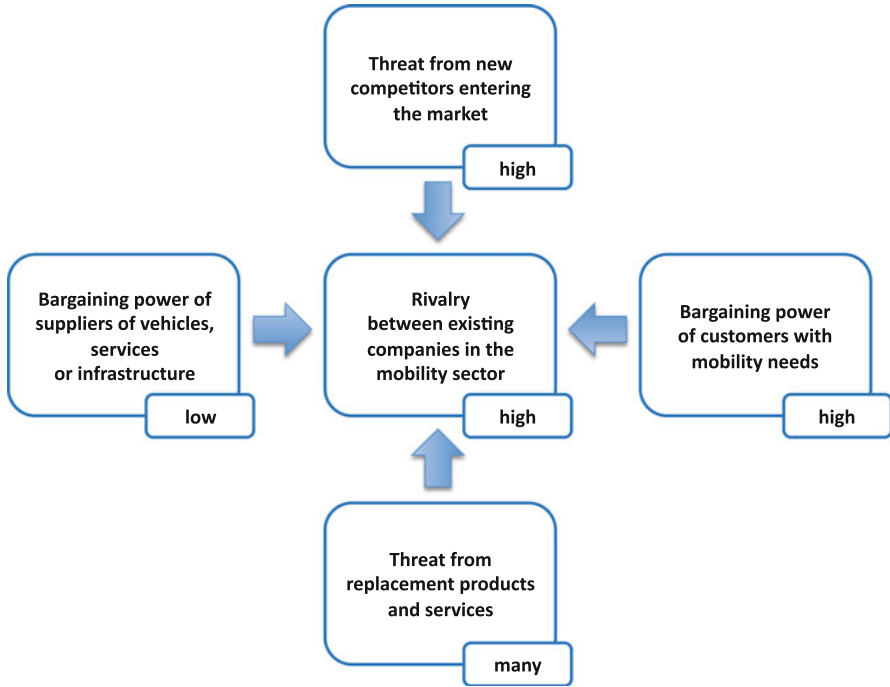 Threat from new
competitors entering
the market
high
Bargaining power of
suppliers of vehicles,
services
or infrastructure
low
Rivalry
between existing
companies in the
mobility sector
high
Bargaining power
of customers with
mobility needs
high
Threat from
replacement products
and services
many